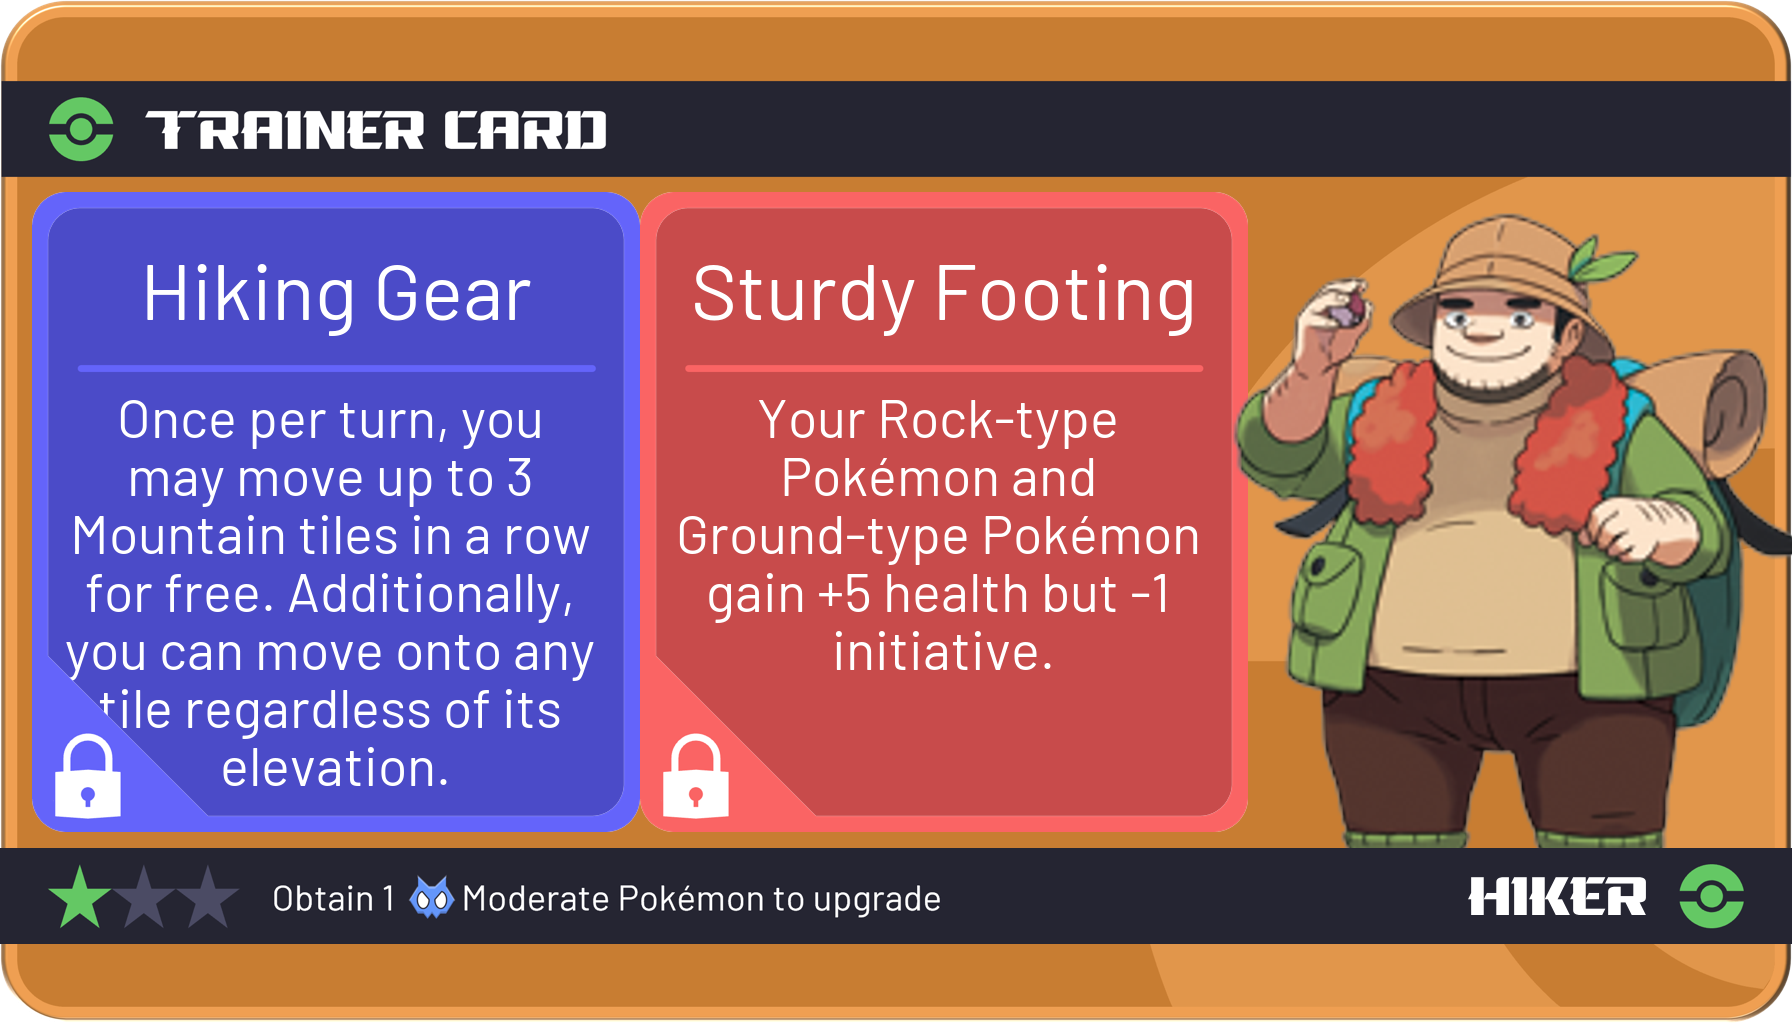 TRAINER CARD
Hiking Gear
Once per turn, you
may move up to 3
Mountain tiles in a row
for free. Additionally,
you can move onto any
tile regardless of its
elevation.
Sturdy Footing
Your Rock-type
Pokémon and
Ground-type Pokémon
gain +5 health but -1
initiative.
Obtain 1 Moderate Pokémon to upgrade
HIKER